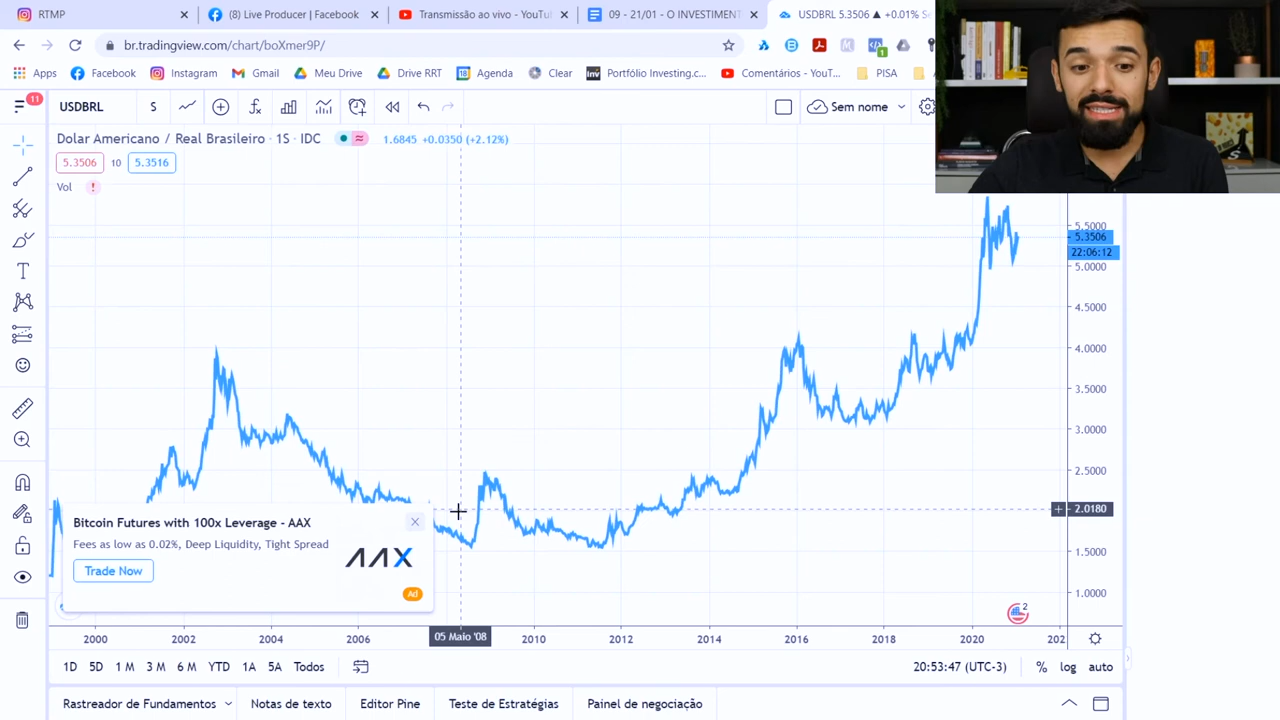 RTMP
(8) Live Producer | Facebook
Transmissão ao vivo - YouTu
09 - 21/01 - O INVESTIMENT
USDBRL 5.3506 ▲ +0.01% Se
br.tradingview.com/chart/boXmer9P/
1
Apps
Facebook
Instagram
Gmail
Meu Drive
Drive RRT
18 Agenda
Clear
Inv Portfólio Investing.co...
Comentários - YouT...
PISA
11
USDBRL
S
Sem nome
Dolar Americano / Real Brasileiro · 1S · IDC
1.6845 +0.0350 (+2.12%)
5.3506 10 5.3516
Vol !
5.5000
5.3506
22:06:12
5.0000
4.5000
4.0000
3.5000
3.0000
2.5000
2.0180
1.5000
1.0000
Bitcoin Futures with 100x Leverage - AAX
Fees as low as 0.02%, Deep Liquidity, Tight Spread
AAX
Trade Now
Ad
2
2000 2002 2004 2006 05 Maio '08 2010 2012 2014 2016 2018 2020 202
1D 5D 1 M 3 M 6 M YTD 1A 5A Todos
20:53:47 (UTC-3) % log auto
Rastreador de Fundamentos Notas de texto Editor Pine Teste de Estratégias Painel de negociação